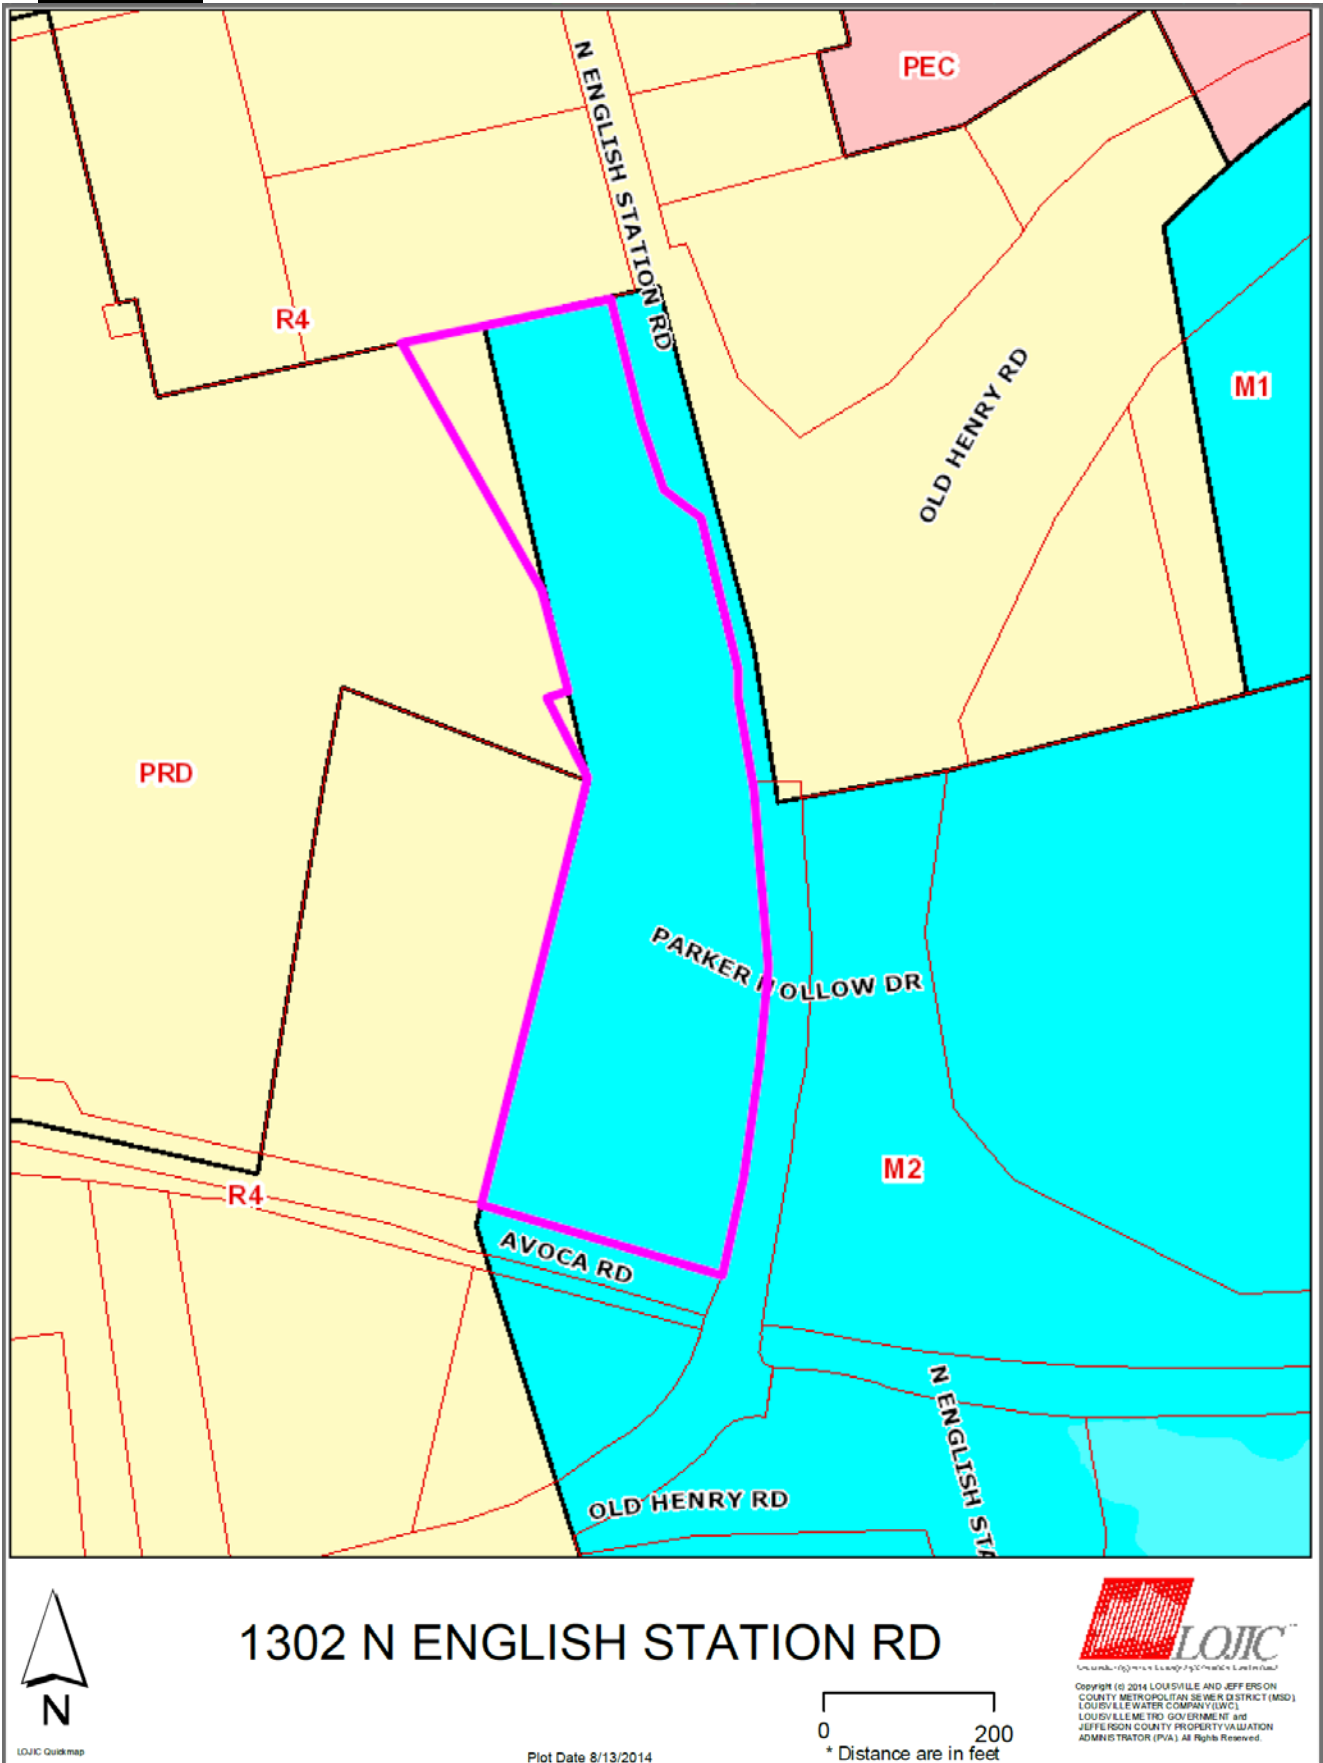 N ENGLISH STATION RD
PEC
R4
OLD HENRY RD
M1
PRD
PARKER HOLLOW DR
M2
R4
AVOCA RD
N ENGLISH STA
OLD HENRY RD
1302 N ENGLISH STATION RD
LOJIC
N
0 200
* Distance are in feet
Copyright (c) 2014 LOUISVILLE AND JEFFERSON
COUNTY METROPOLITAN SEWER DISTRICT (MSD),
LOUISVILLE WATER COMPANY (LWC),
LOUISVILLE METRO GOVERNMENT and
JEFFERSON COUNTY PROPERTY VALUATION
ADMINISTRATOR (PVA). All Rights Reserved.
LOJIC Quickmap
Plot Date 8/13/2014